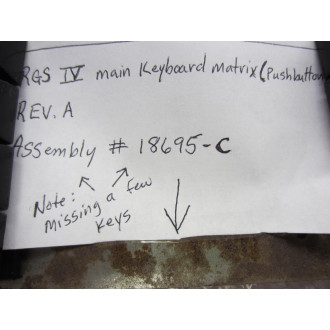 RGS IV main Keyboard Matrix (Pushbutton
REV. A
Assembly # 18695-C
Note:
Missing a few
Keys